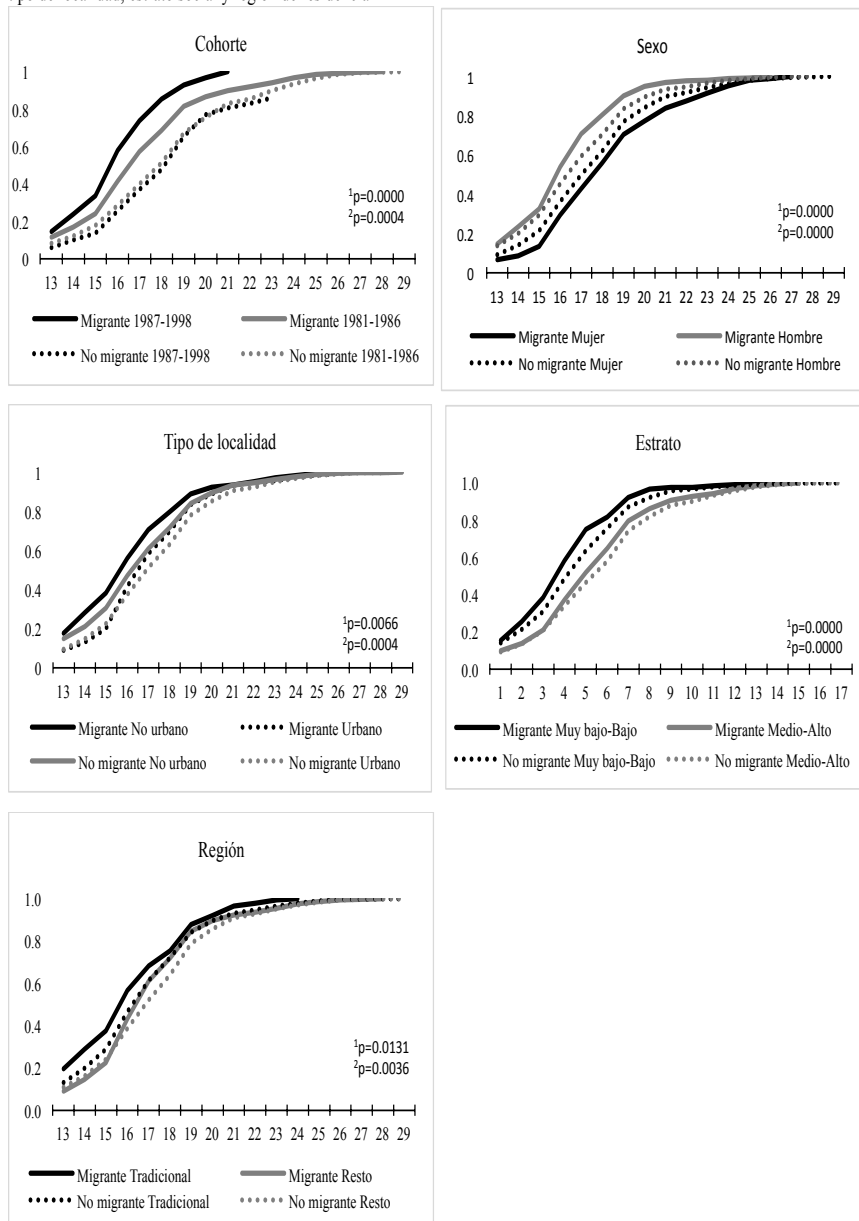 tipo de localidad, estrato social y región de residencia
Cohorte
1
0.8
0.6
0.4
0.2
0
¹p=0.0000
²p=0.0004
13 14 15 16 17 18 19 20 21 22 23 24 25 26 27 28 29
Migrante 1987-1998 Migrante 1981-1986
No migrante 1987-1998 No migrante 1981-1986
Sexo
1
0.8
0.6
0.4
0.2
0
¹p=0.0000
²p=0.0000
13 14 15 16 17 18 19 20 21 22 23 24 25 26 27 28 29
Migrante Mujer Migrante Hombre
No migrante Mujer No migrante Hombre
Tipo de localidad
1
0.8
0.6
0.4
0.2
0
¹p=0.0066
²p=0.0004
13 14 15 16 17 18 19 20 21 22 23 24 25 26 27 28 29
Migrante No urbano Migrante Urbano
No migrante No urbano No migrante Urbano
Estrato
1.0
0.8
0.6
0.4
0.2
0.0
¹p=0.0000
²p=0.0000
1 2 3 4 5 6 7 8 9 10 11 12 13 14 15 16 17
Migrante Muy bajo-Bajo Migrante Medio-Alto
No migrante Muy bajo-Bajo No migrante Medio-Alto
Región
1.0
0.8
0.6
0.4
0.2
0.0
¹p=0.0131
²p=0.0036
13 14 15 16 17 18 19 20 21 22 23 24 25 26 27 28 29
Migrante Tradicional Migrante Resto
No migrante Tradicional No migrante Resto